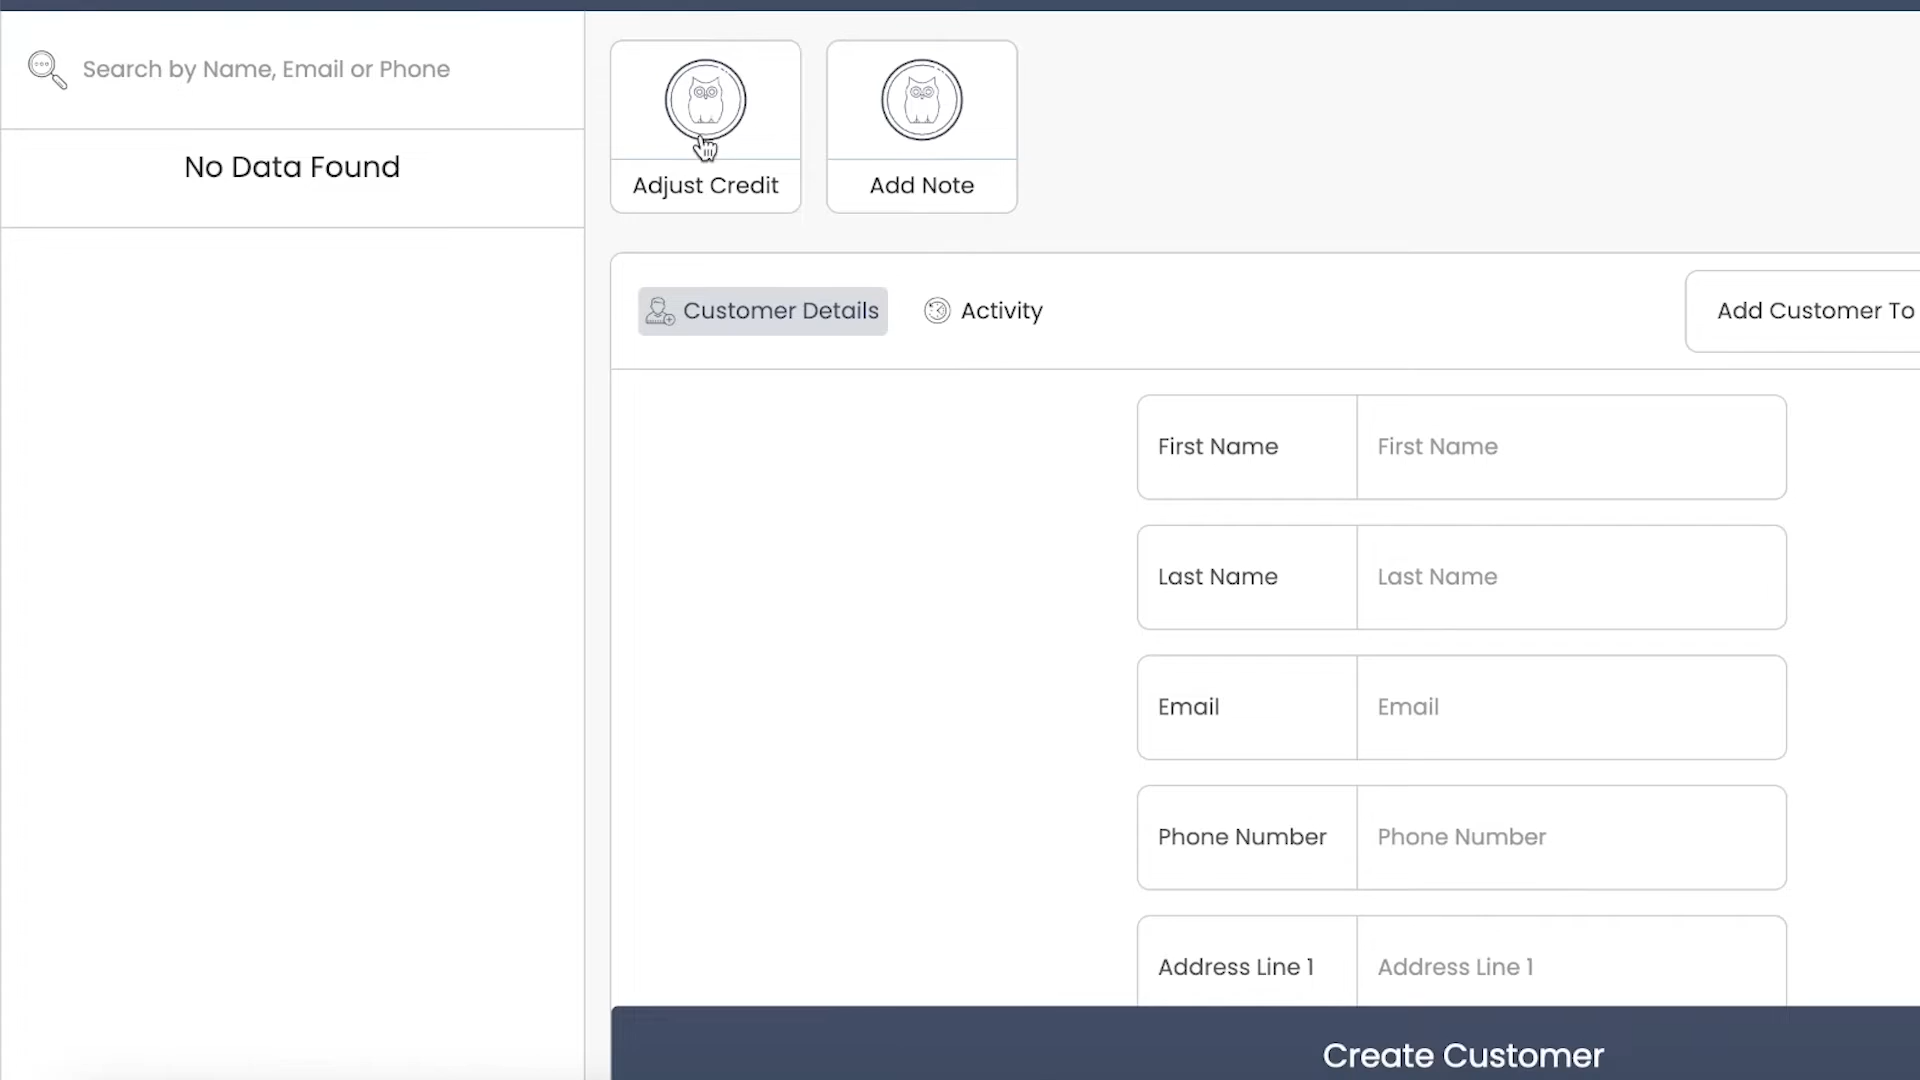 Search by Name, Email or Phone
No Data Found
Adjust Credit
Add Note
Customer Details
Activity
Add Customer To
First Name
First Name
Last Name
Last Name
Email
Email
Phone Number
Phone Number
Address Line 1
Address Line 1
Create Customer